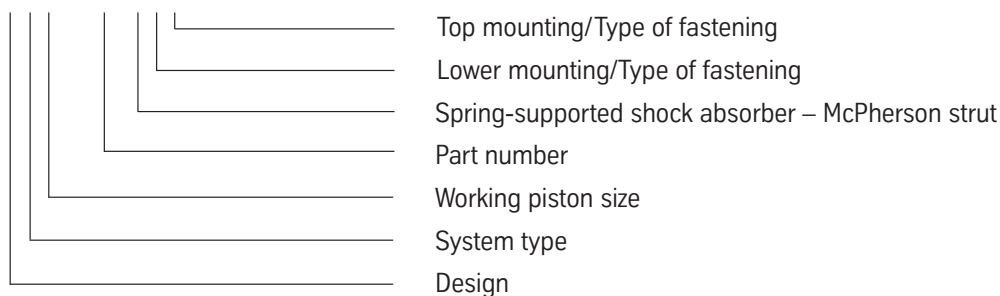 Top mounting/Type of fastening
Lower mounting/Type of fastening
Spring-supported shock absorber – McPherson strut
Part number
Working piston size
System type
Design